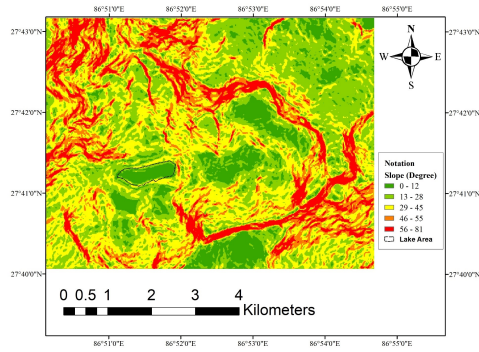 86°51'0"E 86°52'0"E 86°53'0"E 86°54'0"E 86°55'0"E
27°43'0"N 27°43'0"N
N
W E
S
27°42'0"N 27°42'0"N
Notation
Slope (Degree)
0 - 12
13 - 28
29 - 45
46 - 55
56 - 81
Lake Area
27°41'0"N 27°41'0"N
27°40'0"N 27°40'0"N
0 0.5 1 2 3 4
Kilometers
86°51'0"E 86°52'0"E 86°53'0"E 86°54'0"E 86°55'0"E